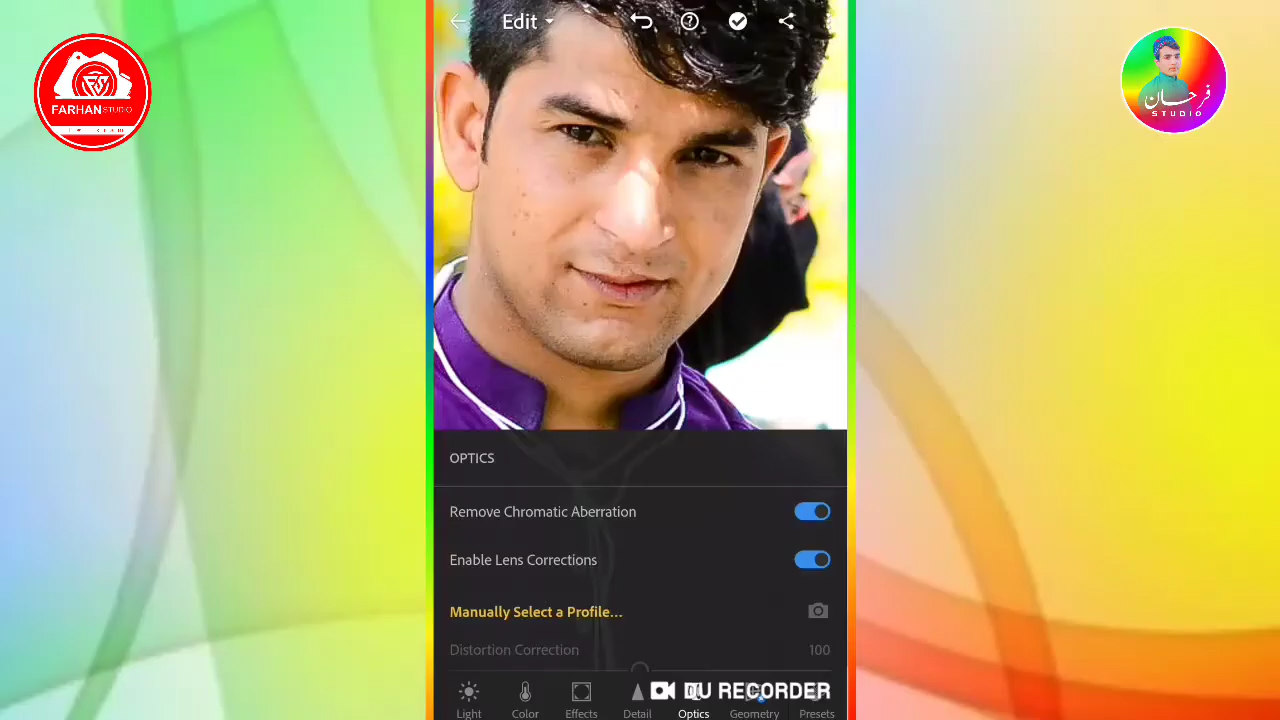 Edit
FARHAN STUDIO
فرحان
STUDIO
OPTICS
Remove Chromatic Aberration
Enable Lens Corrections
Manually Select a Profile...
Distortion Correction 100
DU RECORDER
Light Color Effects Detail Optics Geometry Presets